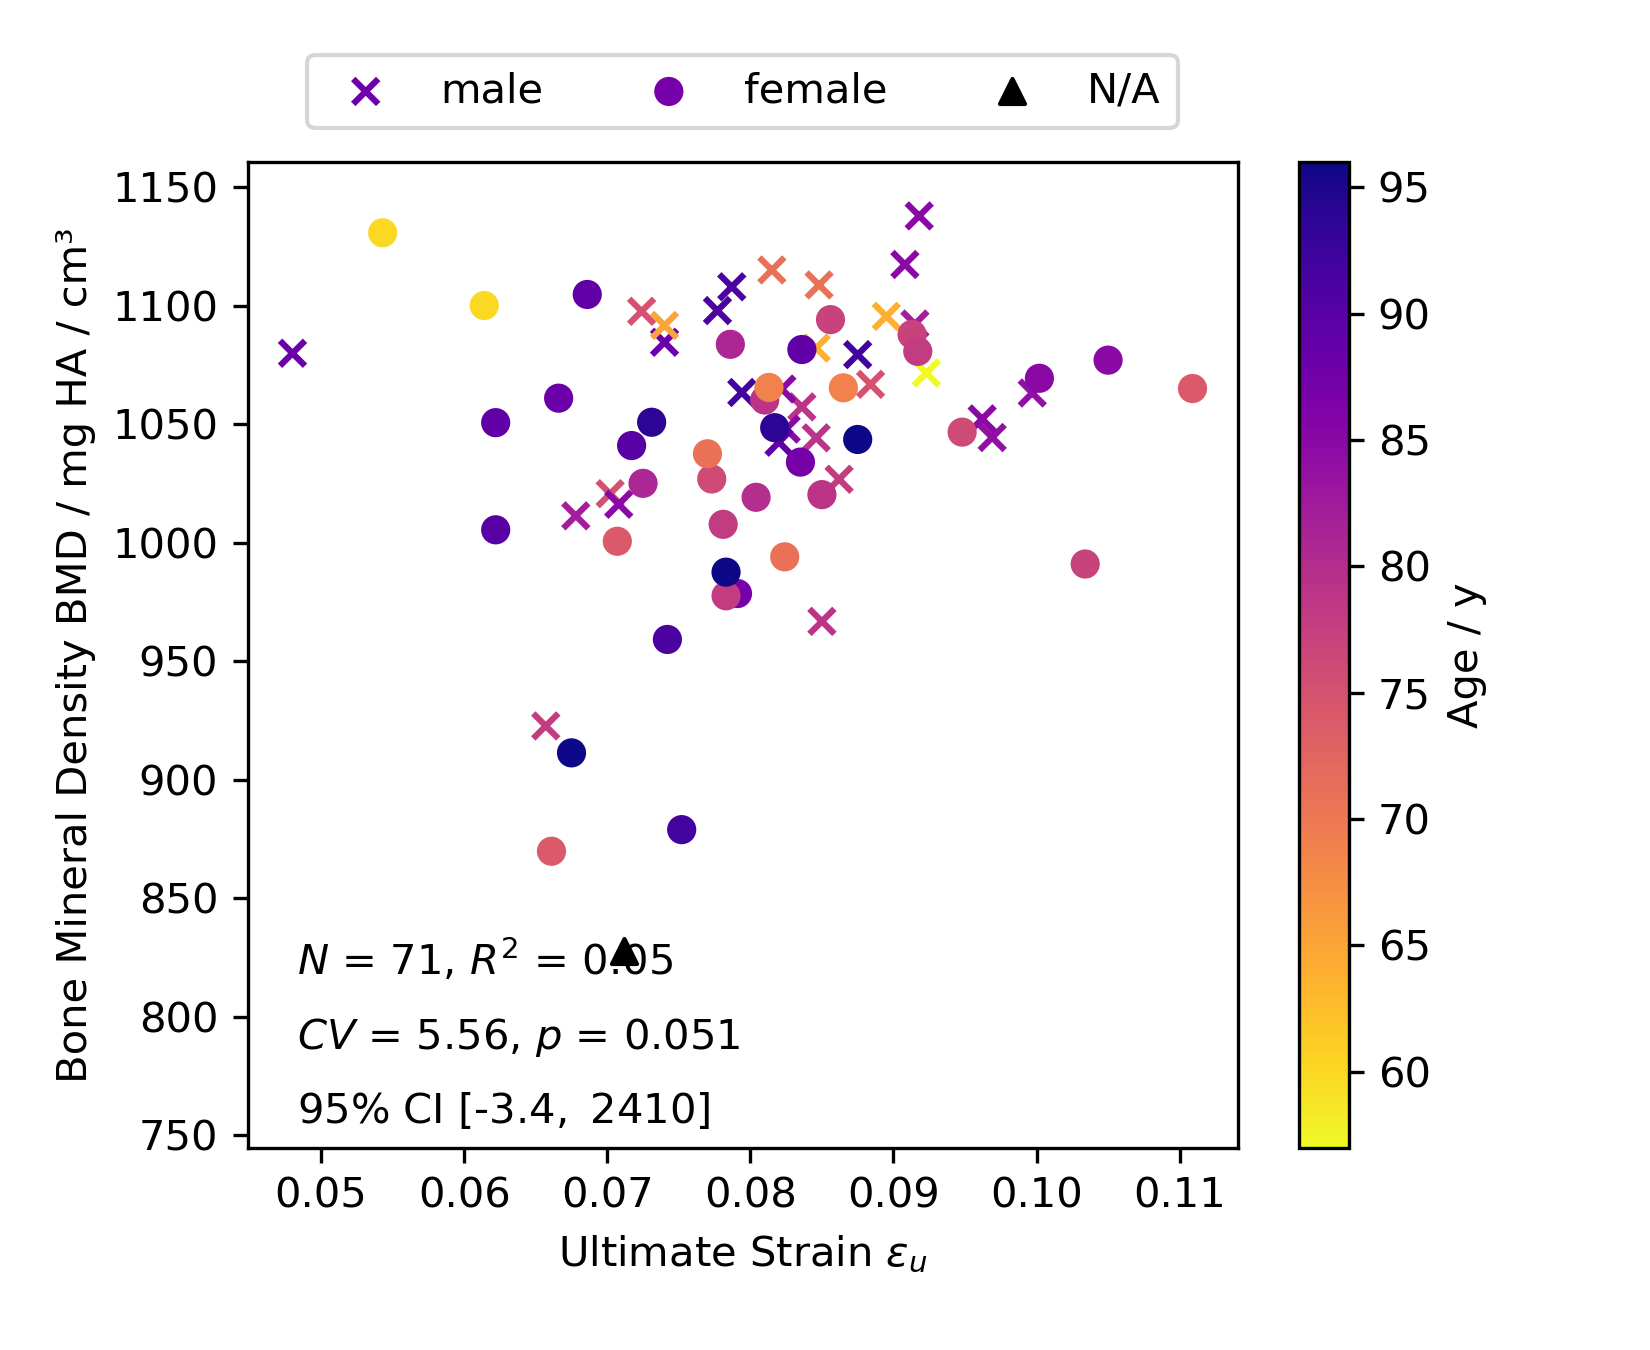 male female N/A
1150
1100
1050
1000
950
900
850
800
750
Bone Mineral Density BMD / mg HA / cm³
N = 71, R² = 0.05
CV = 5.56, p = 0.051
95% CI [-3.4, 2410]
0.05 0.06 0.07 0.08 0.09 0.10 0.11
Ultimate Strain εᵤ
95
90
85
80
75
70
65
60
Age / y